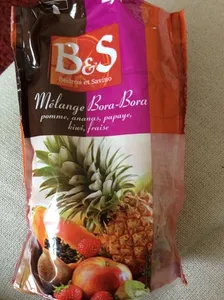 B&S
Mélange Bora-Bora
pomme, ananas, papaye,
kiwi, fraise